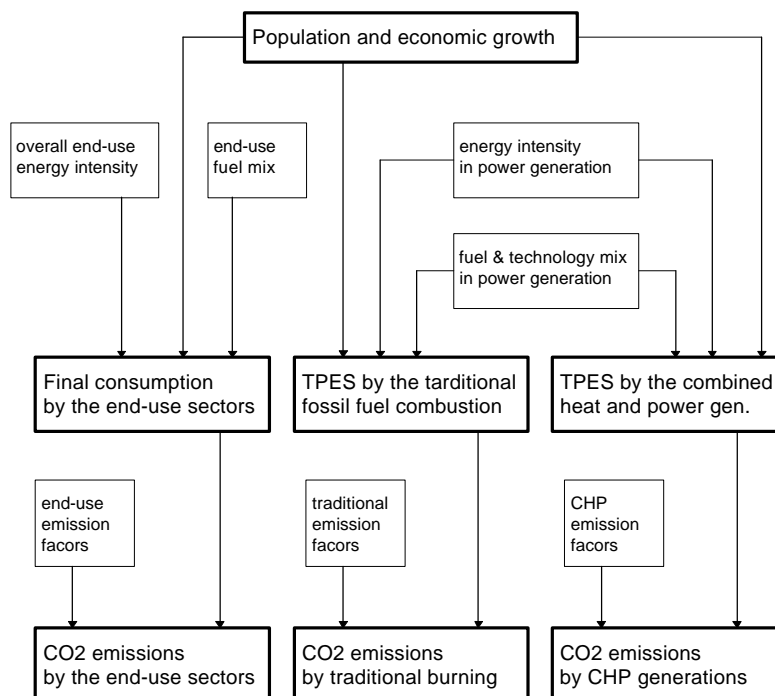 Population and economic growth
overall end-use
energy intensity
end-use
fuel mix
energy intensity
in power generation
fuel & technology mix
in power generation
Final consumption
by the end-use sectors
TPES by the tarditional
fossil fuel combustion
TPES by the combined
heat and power gen.
end-use
emission
facors
traditional
emission
facors
CHP
emission
facors
CO2 emissions
by the end-use sectors
CO2 emissions
by traditional burning
CO2 emissions
by CHP generations